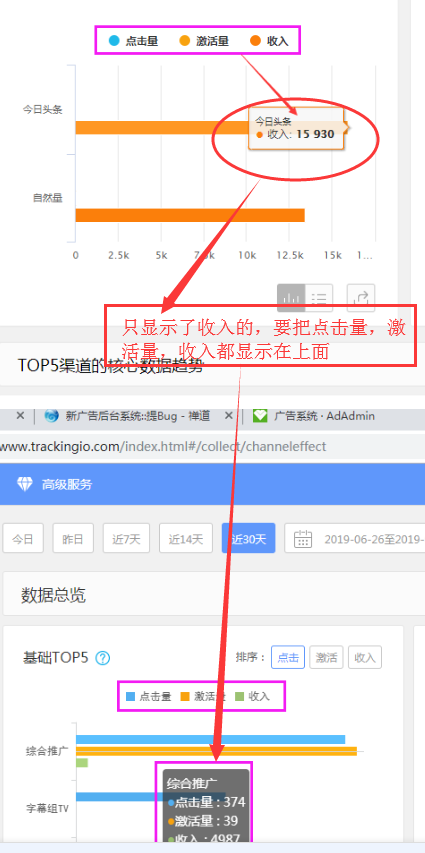 点击量 激活量 收入
今日头条
今日头条
收入: 15 930
自然量
0 2.5k 5k 7.5k 10k 12.5k 15k 1...
只显示了收入的，要把点击量，激
活量，收入都显示在上面
TOP5渠道的核心数据趋势
新广告后台系统::提Bug - 禅道 广告系统 · AdAdmin
www.trackingio.com/index.html#/collect/channeleffect
高级服务
今日 昨日 近7天 近14天 近30天 2019-06-26至2019-
数据总览
基础TOP5 ? 排序： 点击 激活 收入
点击量 激活量 收入
综合推广
综合推广
字幕组TV
点击量 : 374
激活量 : 39
收入 : 4987